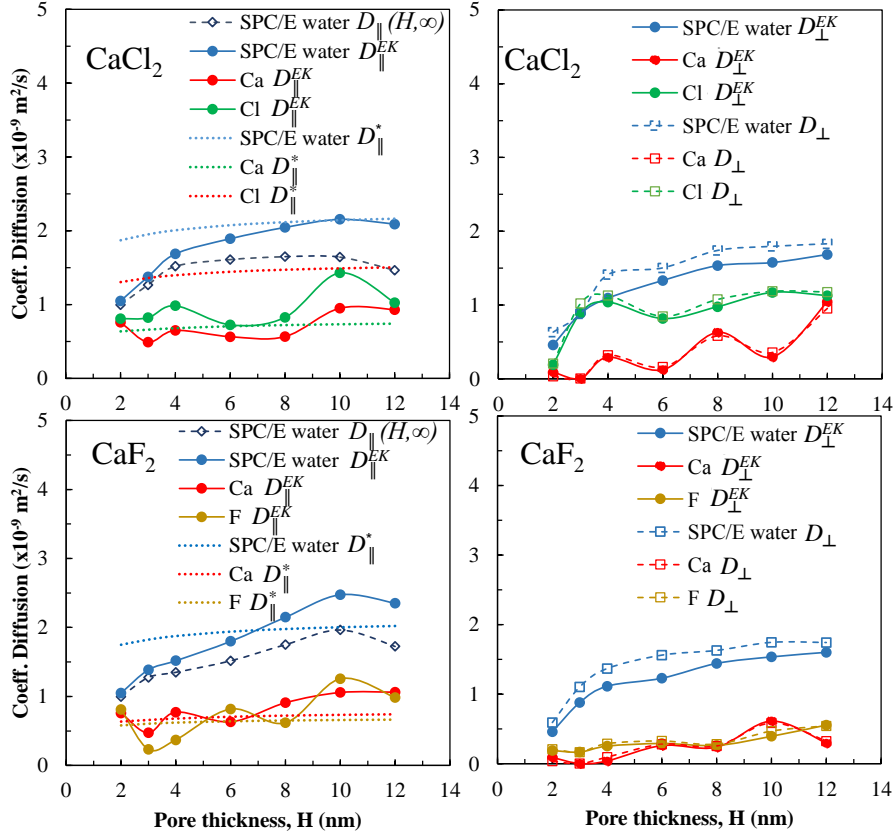 CaCl₂
SPC/E water D∥(H,∞)
SPC/E water D∥^EK
Ca D∥^EK
Cl D∥^EK
SPC/E water D∥*
Ca D∥*
Cl D∥*
Coeff. Diffusion (x10⁻⁹ m²/s)
5
4
3
2
1
0
0 2 4 6 8 10 12 14
CaCl₂
SPC/E water D⊥^EK
Ca D⊥^EK
Cl D⊥^EK
SPC/E water D⊥
Ca D⊥
Cl D⊥
5
4
3
2
1
0
0 2 4 6 8 10 12 14
CaF₂
SPC/E water D∥(H,∞)
SPC/E water D∥^EK
Ca D∥^EK
F D∥^EK
SPC/E water D∥*
Ca D∥*
F D∥*
Coeff. Diffusion (x10⁻⁹ m²/s)
5
4
3
2
1
0
0 2 4 6 8 10 12 14
Pore thickness, H (nm)
CaF₂
SPC/E water D⊥^EK
Ca D⊥^EK
F D⊥^EK
SPC/E water D⊥
Ca D⊥
F D⊥
5
4
3
2
1
0
0 2 4 6 8 10 12 14
Pore thickness, H (nm)